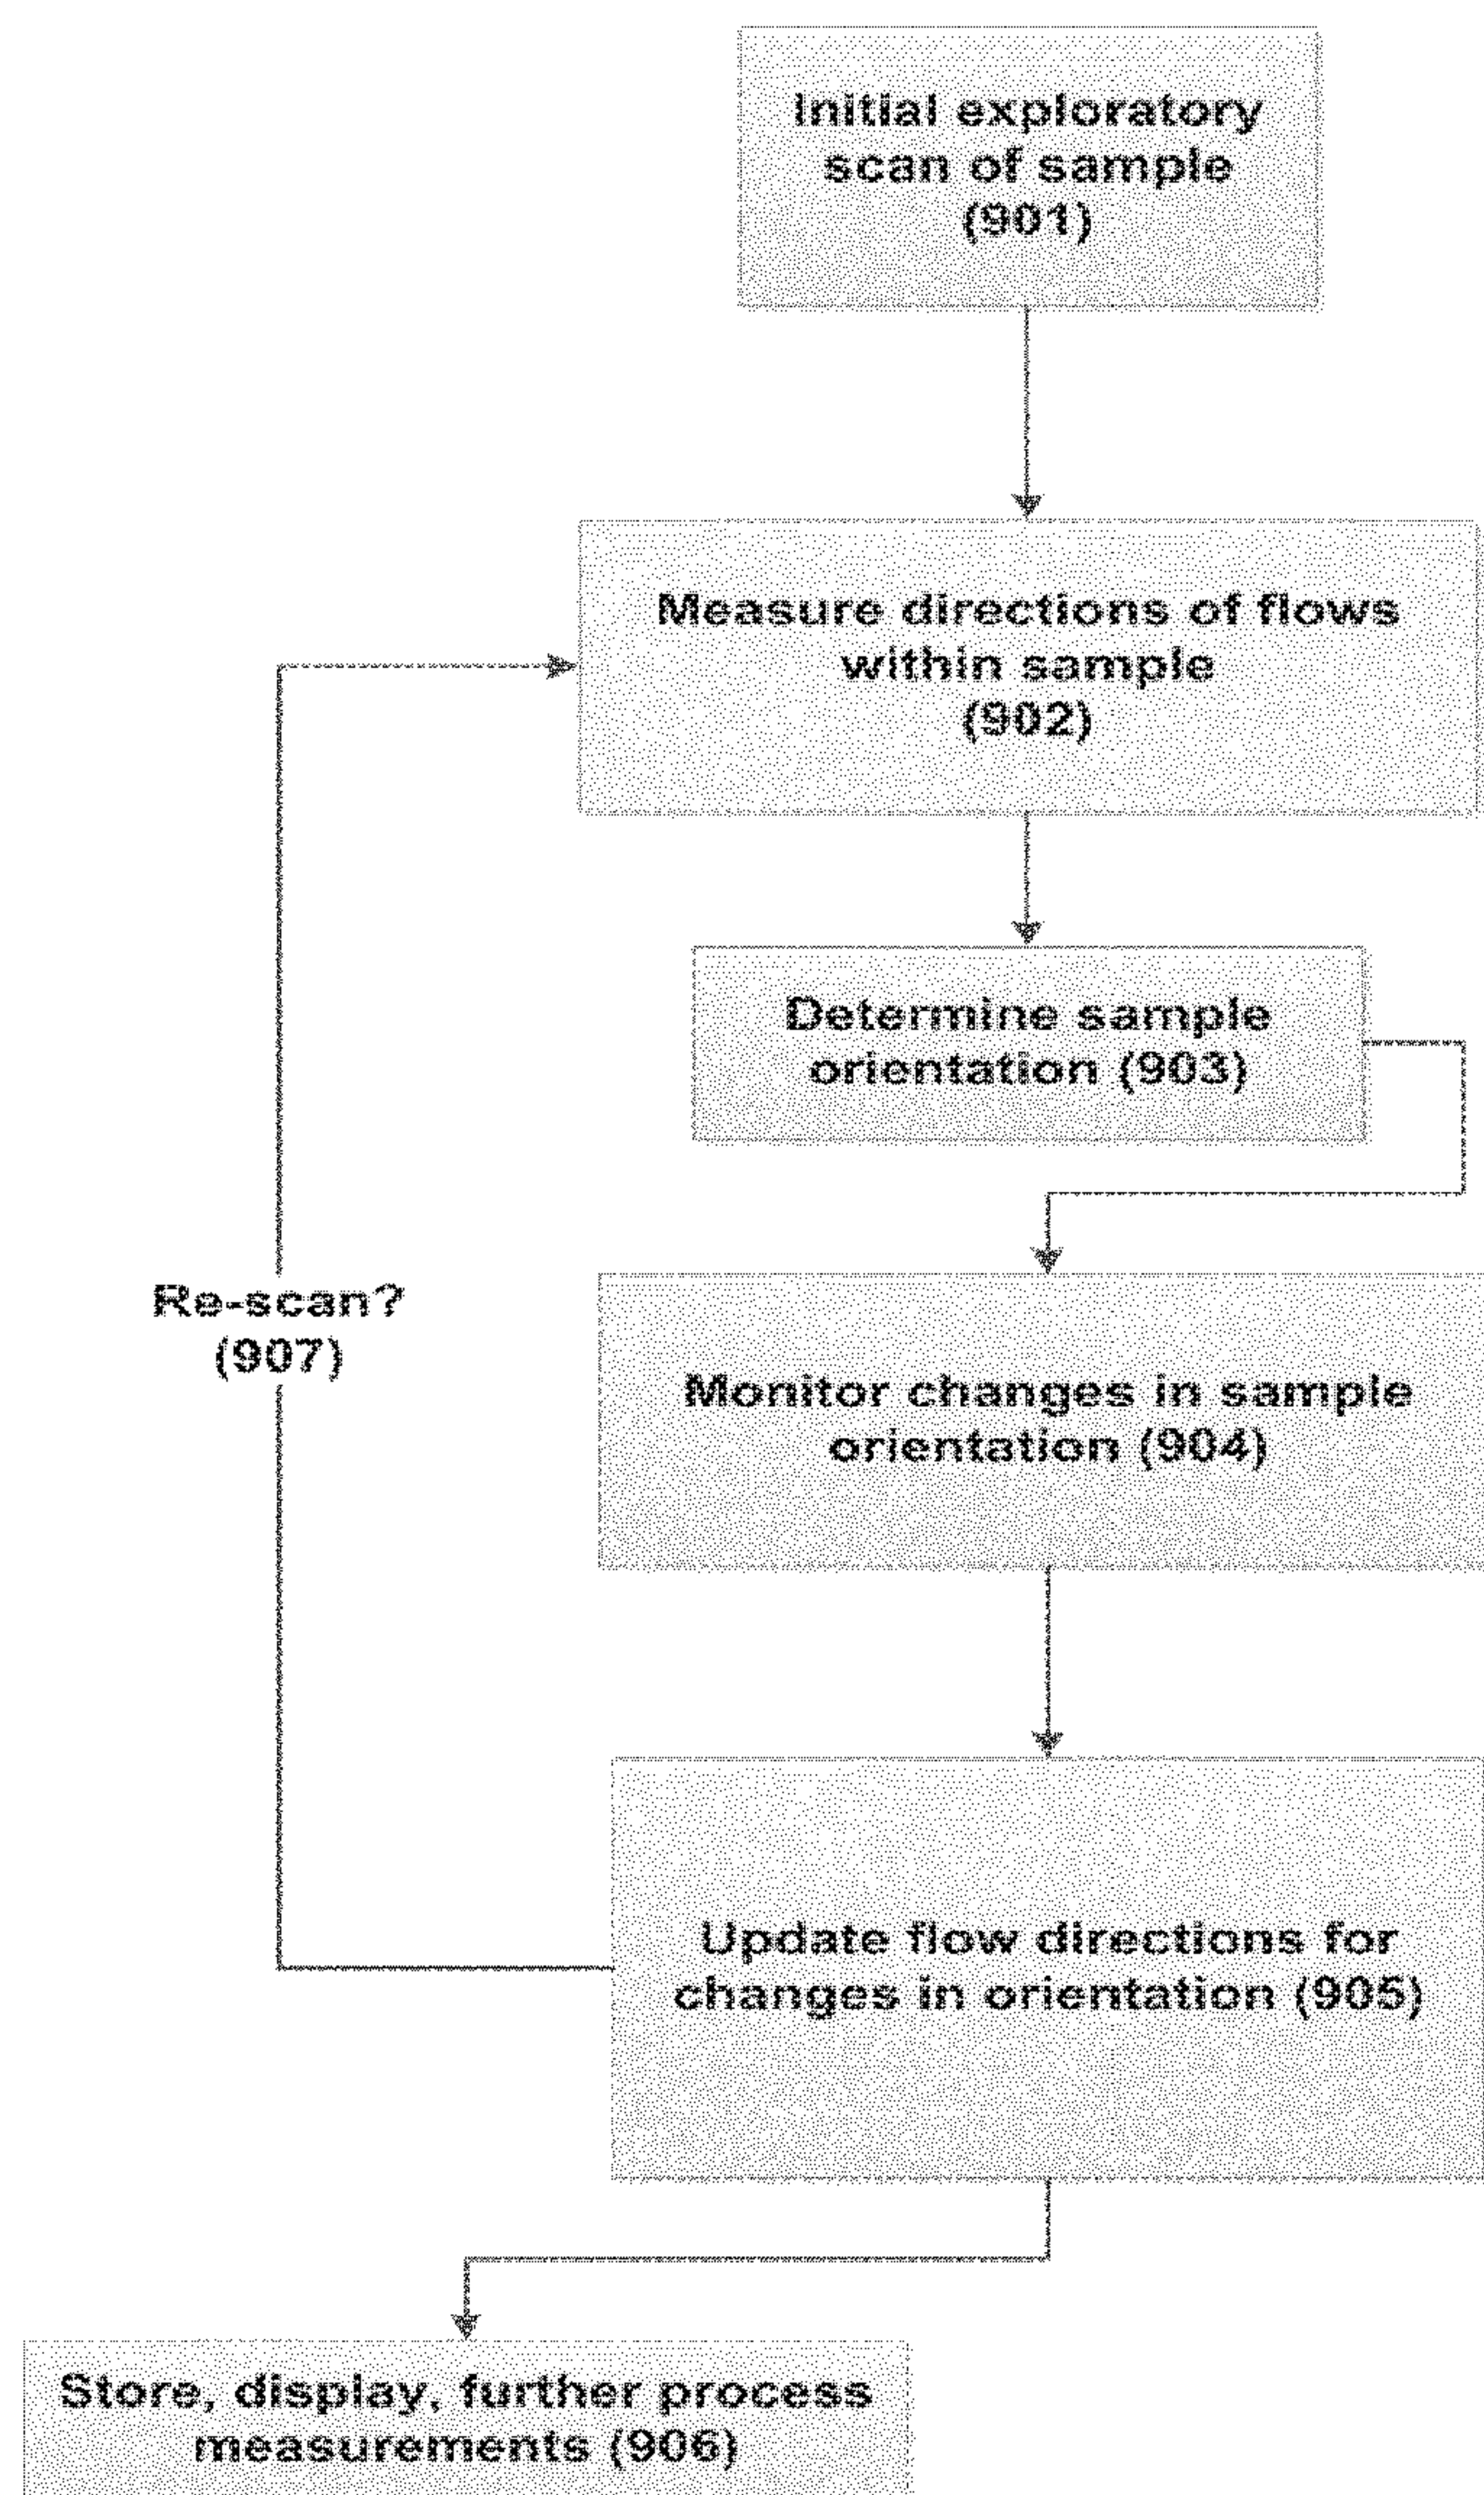 Initial exploratory
scan of sample
(901)
Measure directions of flows
within sample
(902)
Determine sample
orientation (903)
Re-scan?
(907)
Monitor changes in sample
orientation (904)
Update flow directions for
changes in orientation (905)
Store, display, further process
measurements (906)